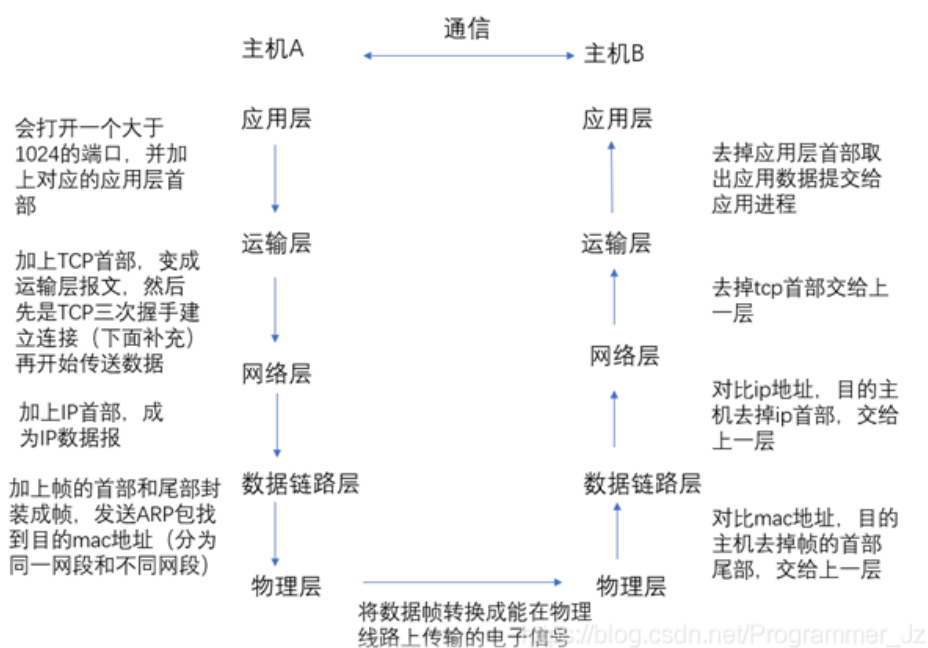 通信
主机A
主机B
应用层
应用层
会打开一个大于
1024的端口，并加
上对应的应用层首
部
去掉应用层首部取
出应用数据提交给
应用进程
运输层
运输层
加上TCP首部，变成
运输层报文，然后
先是TCP三次握手建
立连接（下面补充）
再开始传送数据
去掉tcp首部交给上
一层
网络层
网络层
加上IP首部，成
为IP数据报
对比ip地址，目的主
机去掉ip首部，交给
上一层
数据链路层
数据链路层
加上帧的首部和尾部封
装成帧，发送ARP包找
到目的mac地址（分为
同一网段和不同网段）
对比mac地址，目的
主机去掉帧的首部
尾部，交给上一层
物理层
物理层
将数据帧转换成能在物理
线路上传输的电子信号
https://blog.csdn.net/Programmer_Jz